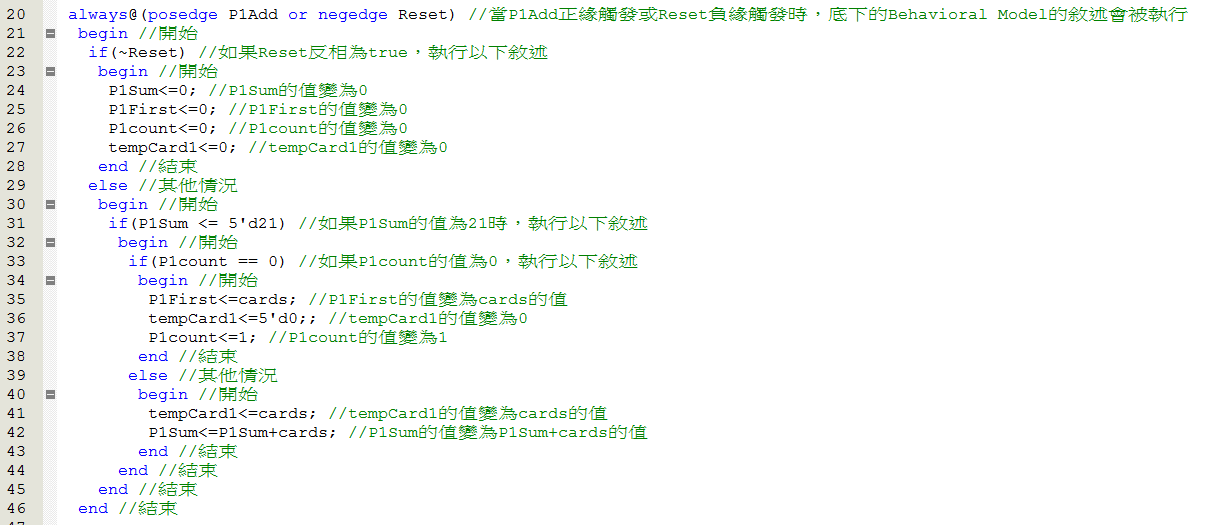 20 always@(posedge P1Add or negedge Reset) //當P1Add正緣觸發或Reset負緣觸發時，底下的Behavioral Model的敘述會被執行
21 begin //開始
22 if(~Reset) //如果Reset反相為true，執行以下敘述
23 begin //開始
24 P1Sum<=0; //P1Sum的值變為0
25 P1First<=0; //P1First的值變為0
26 P1count<=0; //P1count的值變為0
27 tempCard1<=0; //tempCard1的值變為0
28 end //結束
29 else //其他情況
30 begin //開始
31 if(P1Sum <= 5'd21) //如果P1Sum的值為21時，執行以下敘述
32 begin //開始
33 if(P1count == 0) //如果P1count的值為0，執行以下敘述
34 begin //開始
35 P1First<=cards; //P1First的值變為cards的值
36 tempCard1<=5'd0;; //tempCard1的值變為0
37 P1count<=1; //P1count的值變為1
38 end //結束
39 else //其他情況
40 begin //開始
41 tempCard1<=cards; //tempCard1的值變為cards的值
42 P1Sum<=P1Sum+cards; //P1Sum的值變為P1Sum+cards的值
43 end //結束
44 end //結束
45 end //結束
46 end //結束